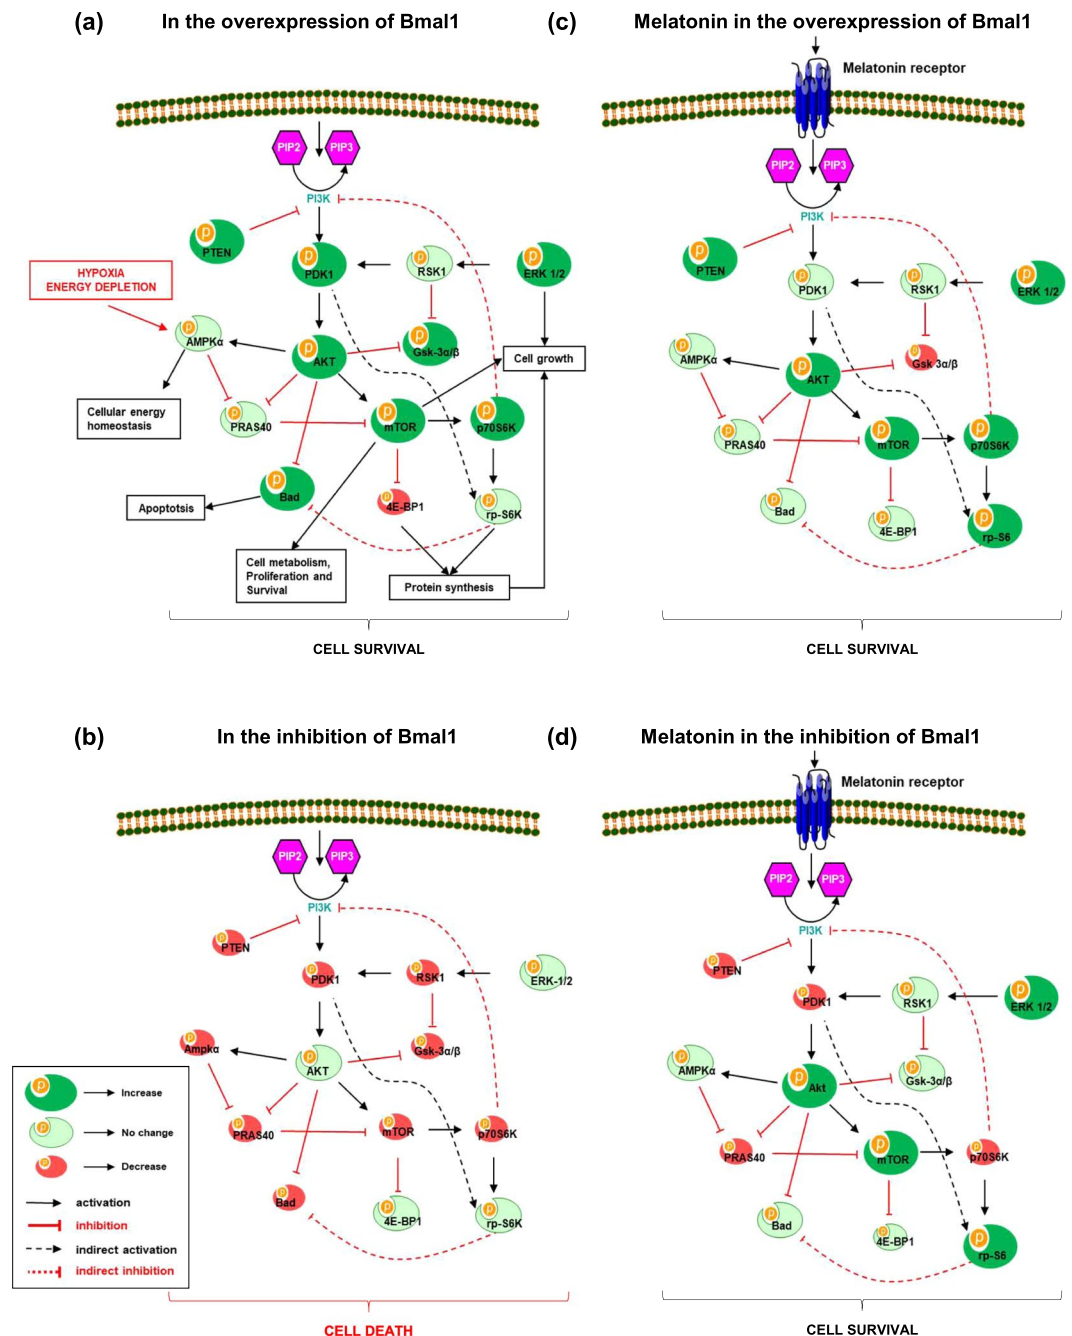 (a) In the overexpression of Bmal1
PIP2 PIP3
PI3K
p
PTEN
p
PDK1
p
RSK1
p
ERK 1/2
HYPOXIA
ENERGY DEPLETION
p
AMPKα
p
AKT
p
Gsk-3α/β
Cell growth
Cellular energy
homeostasis
p
PRAS40
p
mTOR
p
p70S6K
p
Bad
Apoptotsis
p
4E-BP1
p
rp-S6K
Cell metabolism,
Proliferation and
Survival
Protein synthesis
CELL SURVIVAL
(c) Melatonin in the overexpression of Bmal1
Melatonin receptor
PIP2 PIP3
PI3K
p
PTEN
p
PDK1
p
RSK1
p
ERK 1/2
p
AMPKα
p
AKT
p
Gsk 3α/β
p
PRAS40
p
mTOR
p
p70S6K
p
Bad
p
4E-BP1
p
rp-S6
CELL SURVIVAL
(b) In the inhibition of Bmal1
PIP2 PIP3
PI3K
p
PTEN
p
PDK1
p
RSK1
p
ERK-1/2
p
Ampkα
p
AKT
p
Gsk-3α/β
p
PRAS40
p
mTOR
p
p70S6K
p
Bad
p
4E-BP1
p
rp-S6K
p
Increase
p
No change
p
Decrease
activation
inhibition
indirect activation
indirect inhibition
CELL DEATH
(d) Melatonin in the inhibition of Bmal1
Melatonin receptor
PIP2 PIP3
PI3K
p
PTEN
p
PDK1
p
RSK1
p
ERK 1/2
p
AMPKα
p
Akt
p
Gsk-3α/β
p
PRAS40
p
mTOR
p
p70S6K
p
Bad
p
4E-BP1
p
rp-S6
CELL SURVIVAL